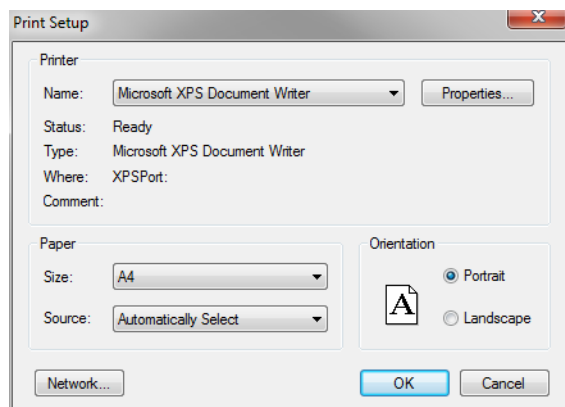 Print Setup
Printer
Name: Microsoft XPS Document Writer Properties...
Status: Ready
Type: Microsoft XPS Document Writer
Where: XPSPort:
Comment:
Paper
Size: A4
Source: Automatically Select
Orientation
A
Portrait
Landscape
Network... OK Cancel